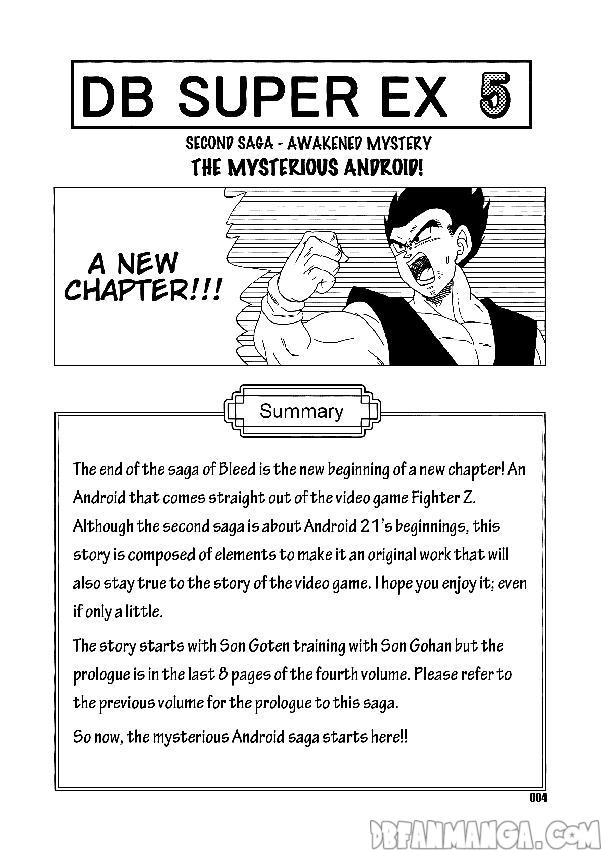 DB SUPER EX 5
SECOND SAGA - AWAKENED MYSTERY
THE MYSTERIOUS ANDROID!
A NEW
CHAPTER!!!
Summary
The end of the saga of Bleed is the new beginning of a new chapter! An
Android that comes straight out of the video game Fighter Z.
Although the second saga is about Android 21's beginnings, this
story is composed of elements to make it an original work that will
also stay true to the story of the video game. I hope you enjoy it; even
if only a little.
The story starts with Son Goten training with Son Gohan but the
prologue is in the last 8 pages of the fourth volume. Please refer to
the previous volume for the prologue to this saga.
So now, the mysterious Android saga starts here!!
004
DBFANMANGA.COM